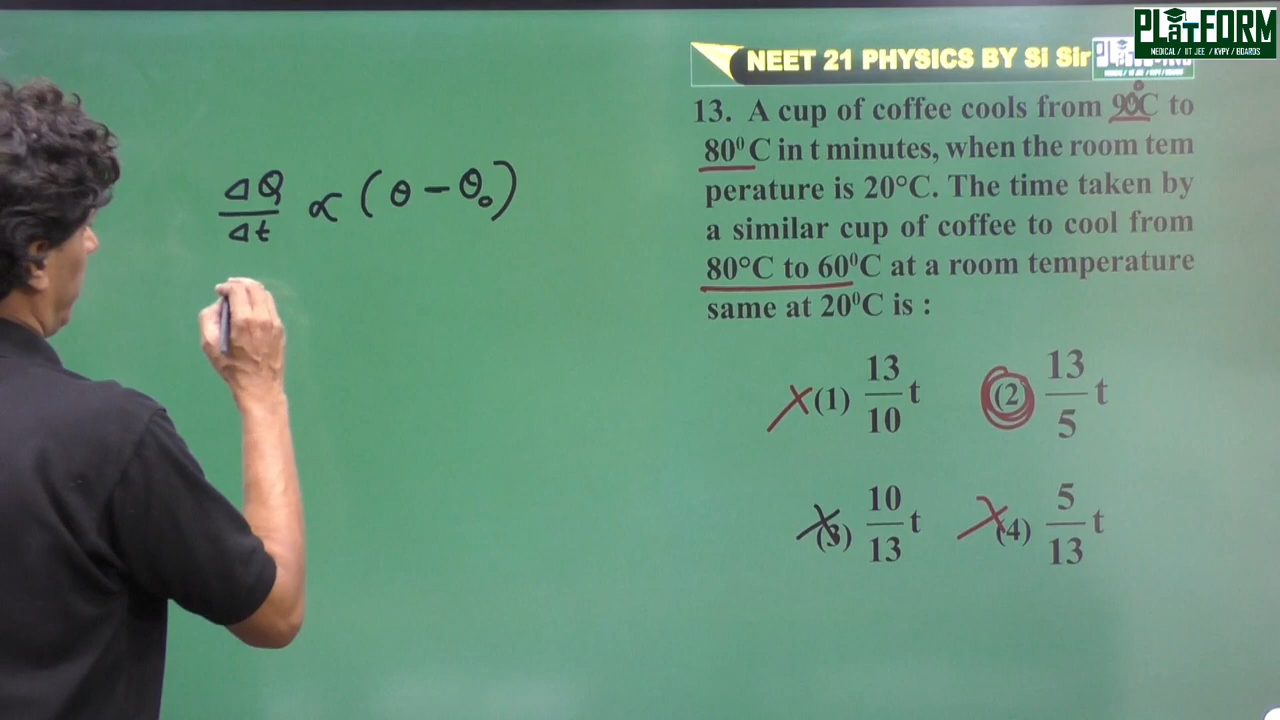 PLatFORM
MEDICAL / IIT JEE / KVPY / BOARDS
NEET 21 PHYSICS BY Si Sir
13. A cup of coffee cools from 90°C to
80⁰ C in t minutes, when the room tem
perature is 20°C. The time taken by
a similar cup of coffee to cool from
80°C to 60⁰C at a room temperature
same at 20⁰C is :
(1) 13/10 t (2) 13/5 t
(3) 10/13 t (4) 5/13 t
ΔQ/Δt ∝ (θ − θ₀)